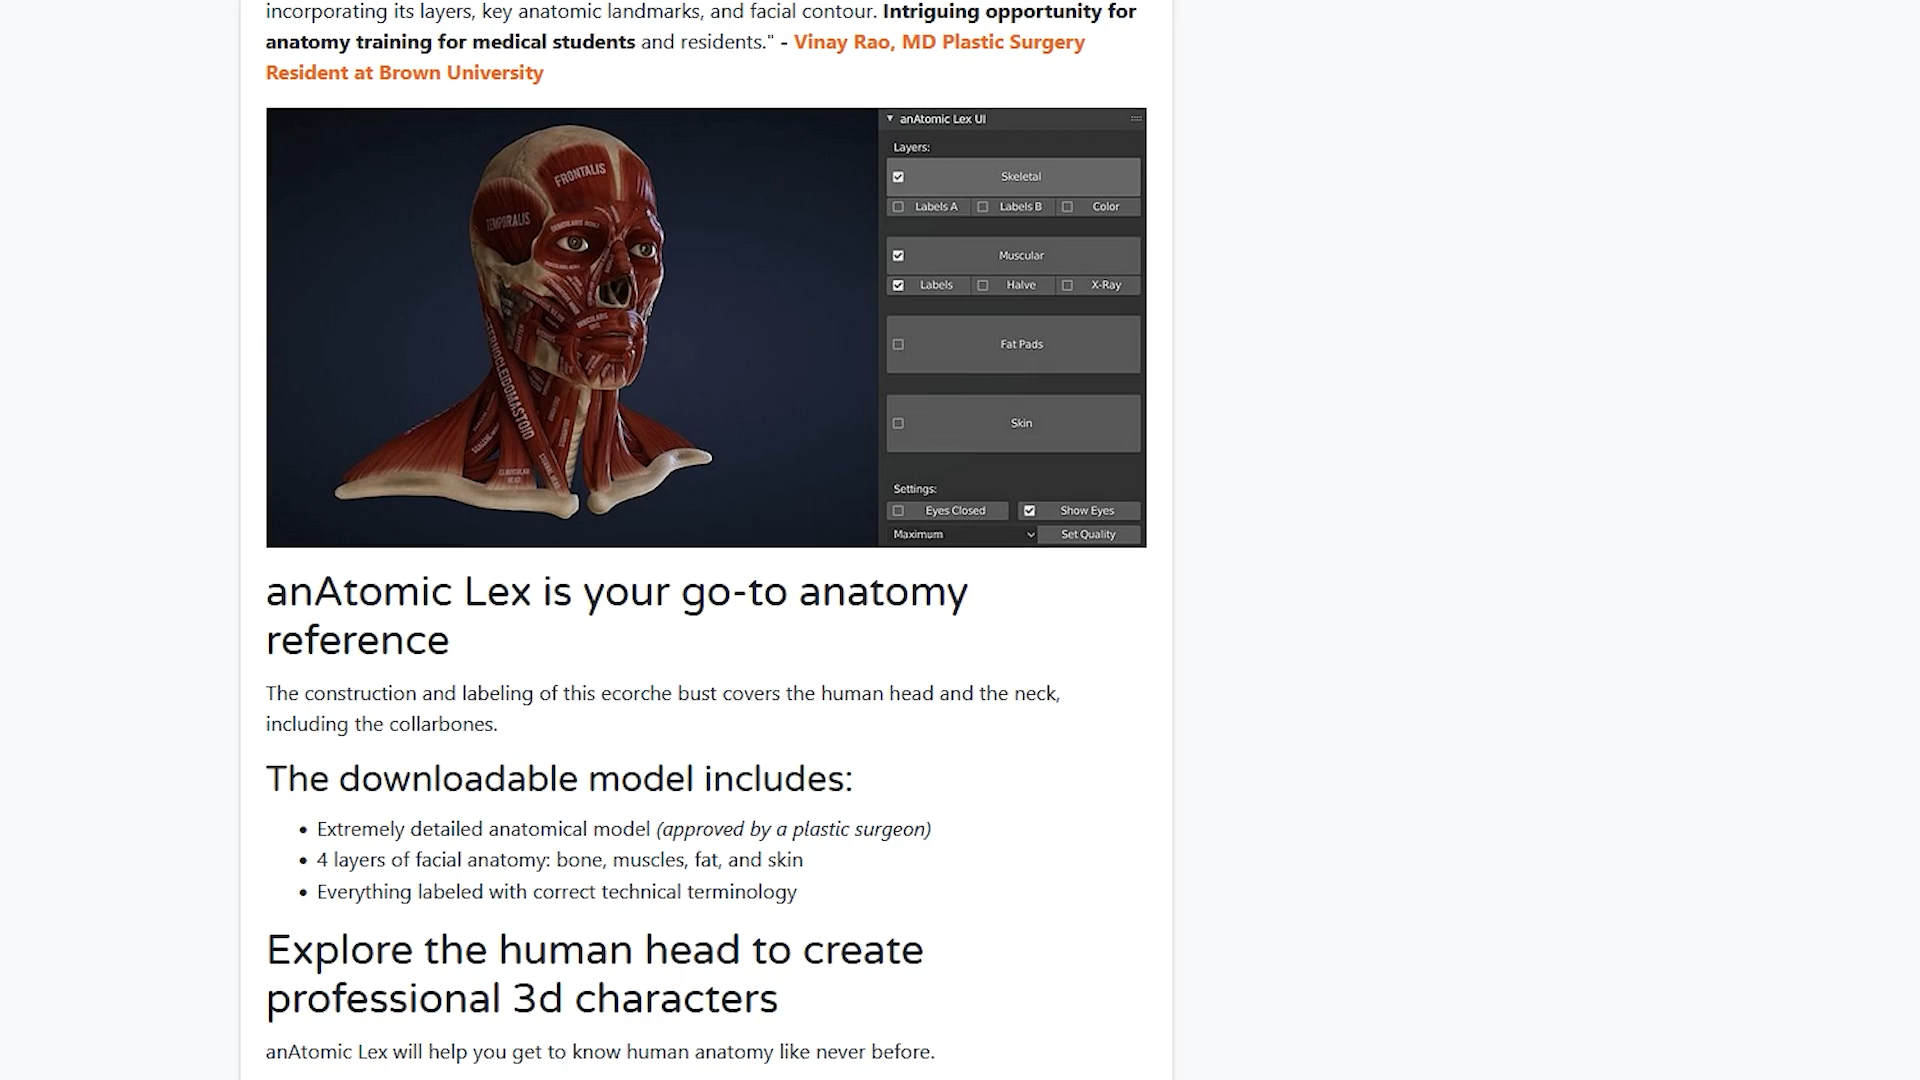 incorporating its layers, key anatomic landmarks, and facial contour. Intriguing opportunity for
anatomy training for medical students and residents." - Vinay Rao, MD Plastic Surgery
Resident at Brown University
FRONTALIS
TEMPORALIS
STERNOCLEIDOMASTOID
anAtomic Lex UI
Layers:
Skeletal
Labels A Labels B Color
Muscular
Labels Halve X-Ray
Fat Pads
Skin
Settings:
Eyes Closed Show Eyes
Maximum Set Quality
anAtomic Lex is your go-to anatomy
reference
The construction and labeling of this ecorche bust covers the human head and the neck,
including the collarbones.
The downloadable model includes:
• Extremely detailed anatomical model (approved by a plastic surgeon)
• 4 layers of facial anatomy: bone, muscles, fat, and skin
• Everything labeled with correct technical terminology
Explore the human head to create
professional 3d characters
anAtomic Lex will help you get to know human anatomy like never before.